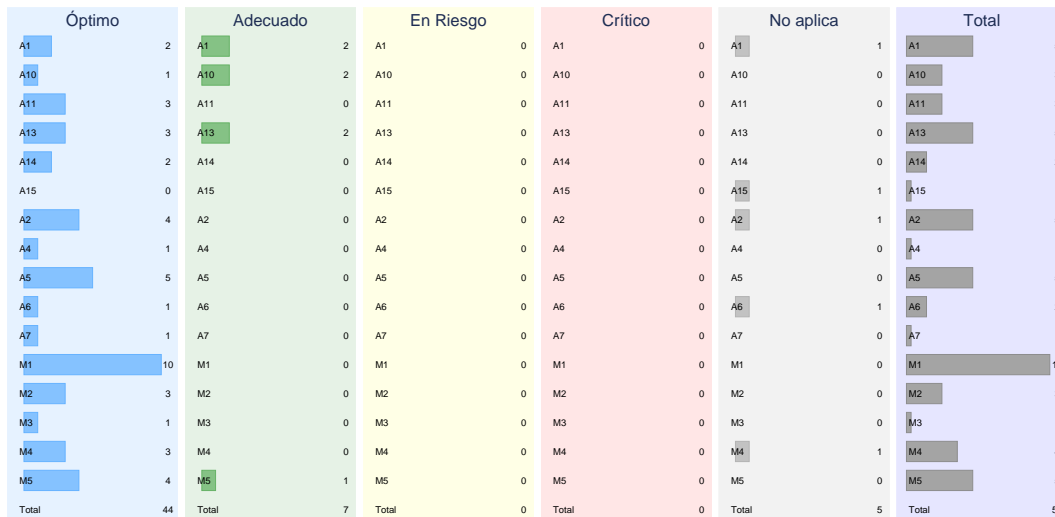 Óptimo Adecuado En Riesgo Crítico No aplica Total
A1 2 A1 2 A1 0 A1 0 A1 1 A1
A10 1 A10 2 A10 0 A10 0 A10 0 A10
A11 3 A11 0 A11 0 A11 0 A11 0 A11
A13 3 A13 2 A13 0 A13 0 A13 0 A13
A14 2 A14 0 A14 0 A14 0 A14 0 A14
A15 0 A15 0 A15 0 A15 0 A15 1 A15
A2 4 A2 0 A2 0 A2 0 A2 1 A2
A4 1 A4 0 A4 0 A4 0 A4 0 A4
A5 5 A5 0 A5 0 A5 0 A5 0 A5
A6 1 A6 0 A6 0 A6 0 A6 1 A6
A7 1 A7 0 A7 0 A7 0 A7 0 A7
M1 10 M1 0 M1 0 M1 0 M1 0 M1 1
M2 3 M2 0 M2 0 M2 0 M2 0 M2
M3 1 M3 0 M3 0 M3 0 M3 0 M3
M4 3 M4 0 M4 0 M4 0 M4 1 M4
M5 4 M5 1 M5 0 M5 0 M5 0 M5
Total 44 Total 7 Total 0 Total 0 Total 5 Total 5